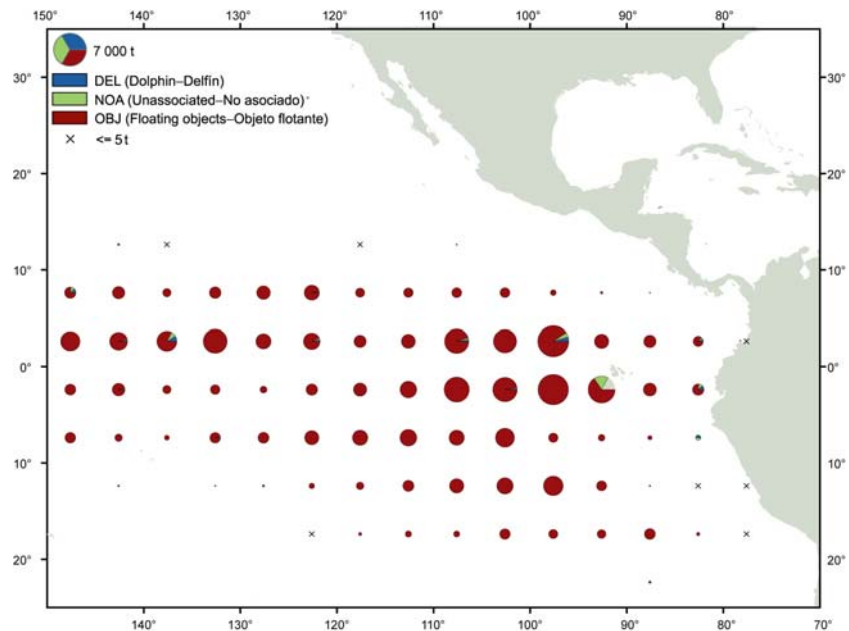 150° 140° 130° 120° 110° 100° 90° 80°
7 000 t
DEL (Dolphin–Delfín)
NOA (Unassociated–No asociado)
OBJ (Floating objects–Objeto flotante)
<= 5 t
30° 30°
20° 20°
10° 10°
0° 0°
10° 10°
20° 20°
140° 130° 120° 110° 100° 90° 80° 70°